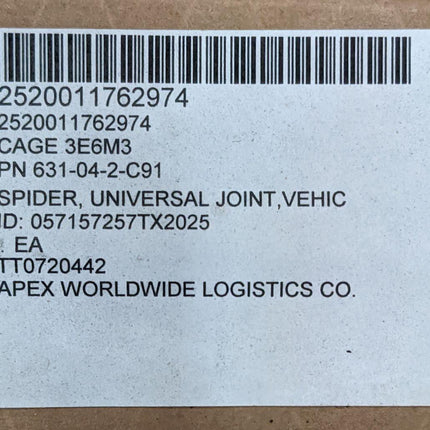 2520011762974
2520011762974
CAGE 3E6M3
PN 631-04-2-C91
SPIDER, UNIVERSAL JOINT,VEHIC
ID: 057157257TX2025
: EA
TT0720442
APEX WORLDWIDE LOGISTICS CO.